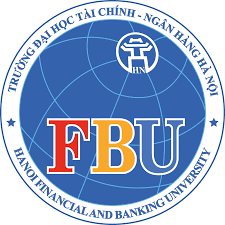 TRƯỜNG ĐẠI HỌC TÀI CHÍNH - NGÂN HÀNG HÀ NỘI
HN
FBU
HANOI FINANCIAL AND BANKING UNIVERSITY